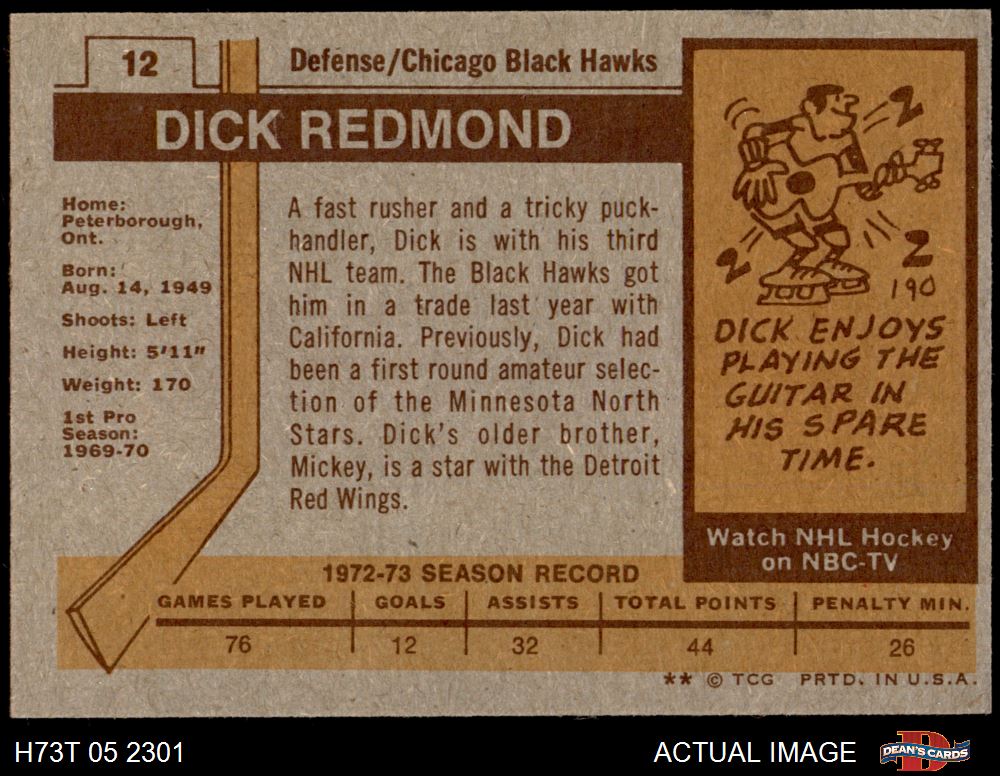 12
Defense/Chicago Black Hawks
DICK REDMOND
Home:
Peterborough,
Ont.
Born:
Aug. 14, 1949
Shoots: Left
Height: 5'11"
Weight: 170
1st Pro
Season:
1969-70
A fast rusher and a tricky puck-
handler, Dick is with his third
NHL team. The Black Hawks got
him in a trade last year with
California. Previously, Dick had
been a first round amateur selec-
tion of the Minnesota North
Stars. Dick's older brother,
Mickey, is a star with the Detroit
Red Wings.
Z
Z
Z
190
DICK ENJOYS
PLAYING THE
GUITAR IN
HIS SPARE
TIME.
Watch NHL Hockey
on NBC-TV
1972-73 SEASON RECORD
GAMES PLAYED GOALS ASSISTS TOTAL POINTS PENALTY MIN.
76 12 32 44 26
** © TCG PRTD. IN U.S.A.
H73T 05 2301
ACTUAL IMAGE
D
DEAN'S CARDS